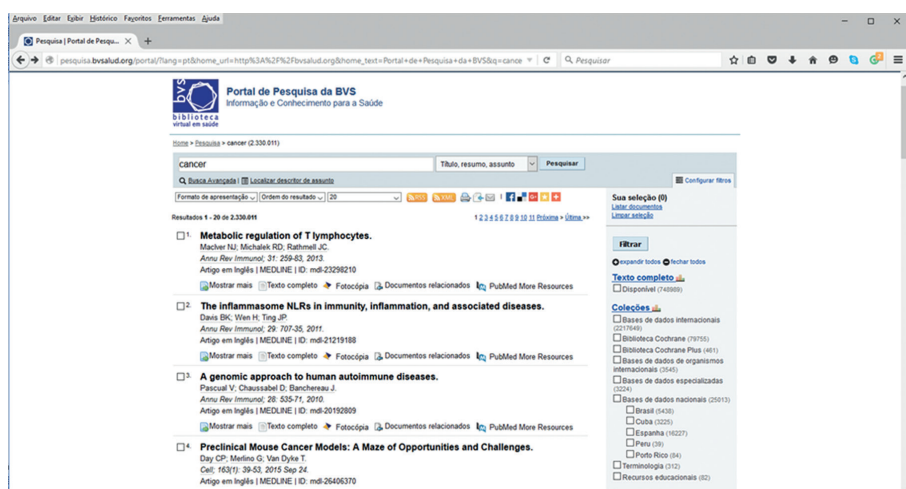 Arquivo Editar Exibir Histórico Favoritos Ferramentas Ajuda
Pesquisa | Portal de Pesqu...
pesquisa.bvsalud.org/portal/?lang=pt&home_url=http%3A%2F%2Fbvsalud.org&home_text=Portal+de+Pesquisa+da+BVS&q=cance
Pesquisar
bvs
biblioteca
virtual em saúde
Portal de Pesquisa da BVS
Informação e Conhecimento para a Saúde
Home > Pesquisa > cancer (2.330.011)
cancer
Título, resumo, assunto
Pesquisar
Busca Avançada | Localizar descritor de assunto
Configurar filtros
Formato de apresentação Ordem do resultado 20 RSS XML
Resultados 1 - 20 de 2.330.011
1 2 3 4 5 6 7 8 9 10 11 Próxima > Última >>
1. Metabolic regulation of T lymphocytes.
MacIver NJ; Michalek RD; Rathmell JC.
Annu Rev Immunol; 31: 259-83, 2013.
Artigo em Inglês | MEDLINE | ID: mdl-23298210
Mostrar mais Texto completo Fotocópia Documentos relacionados PubMed More Resources
2. The inflammasome NLRs in immunity, inflammation, and associated diseases.
Davis BK; Wen H; Ting JP.
Annu Rev Immunol; 29: 707-35, 2011.
Artigo em Inglês | MEDLINE | ID: mdl-21219188
Mostrar mais Texto completo Fotocópia Documentos relacionados PubMed More Resources
3. A genomic approach to human autoimmune diseases.
Pascual V; Chaussabel D; Banchereau J.
Annu Rev Immunol; 28: 535-71, 2010.
Artigo em Inglês | MEDLINE | ID: mdl-20192809
Mostrar mais Texto completo Fotocópia Documentos relacionados PubMed More Resources
4. Preclinical Mouse Cancer Models: A Maze of Opportunities and Challenges.
Day CP; Merlino G; Van Dyke T.
Cell; 163(1): 39-53, 2015 Sep 24.
Artigo em Inglês | MEDLINE | ID: mdl-26406370
Sua seleção (0)
Listar documentos
Limpar seleção
Filtrar
expandir todos fechar todos
Texto completo
Disponível (748989)
Coleções
Bases de dados internacionais
(2217649)
Biblioteca Cochrane (79755)
Biblioteca Cochrane Plus (461)
Bases de dados de organismos
internacionais (3545)
Bases de dados especializadas
(3224)
Bases de dados nacionais (25013)
Brasil (5438)
Cuba (3225)
Espanha (16227)
Peru (39)
Porto Rico (84)
Terminologia (312)
Recursos educacionais (82)